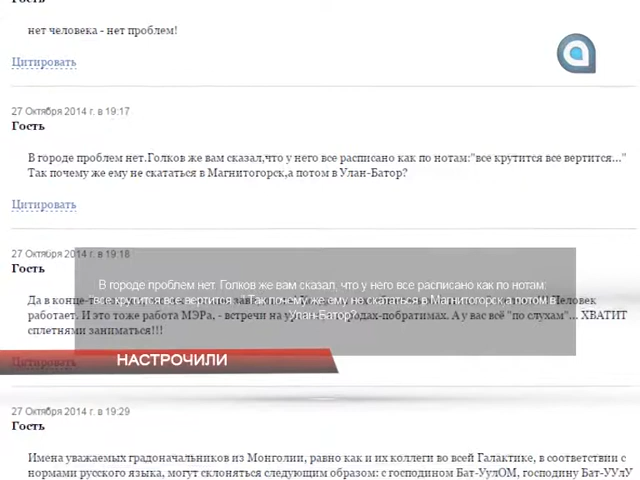 Гость
нет человека - нет проблем!
Цитировать
27 Октября 2014 г. в 19:17
Гость
В городе проблем нет.Голков же вам сказал,что у него все расписано как по нотам:"все крутится все вертится..."
Так почему же ему не скататься в Магнитогорск,а потом в Улан-Батор?
Цитировать
27 Октября 2014 г. в 19:18
Гость
В городе проблем нет. Голков же вам сказал, что у него все расписано как по нотам:
"все крутится все вертится..." Так почему же ему не скататься в Магнитогорск,а потом в
Улан-Батор?
Да в конце-
Человек
работает. И это тоже работа МЭРа, - встречи на
городах-побратимах. А у вас всё "по слухам"... ХВАТИТ
сплетнями заниматься!!!
Цитировать
НАСТРОЧИЛИ
27 Октября 2014 г. в 19:29
Гость
Имена уважаемых градоначальников из Монголии, равно как и их коллеги во всей Галактике, в соответствии с
нормами русского языка, могут склоняться следующим образом: с господином Бат-УулОМ, господину Бат-УУлУ